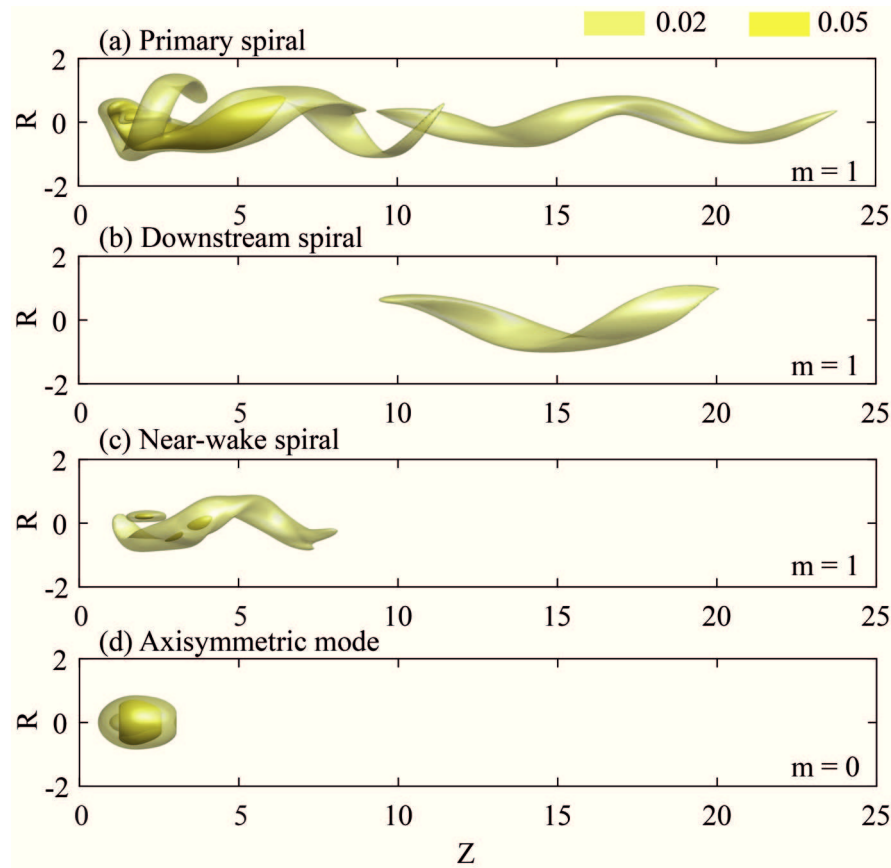 0.02 0.05
(a) Primary spiral
2
R 0
-2
m = 1
0 5 10 15 20 25
(b) Downstream spiral
2
R 0
-2
m = 1
0 5 10 15 20 25
(c) Near-wake spiral
2
R 0
-2
m = 1
0 5 10 15 20 25
(d) Axisymmetric mode
2
R 0
-2
m = 0
0 5 10 15 20 25
Z